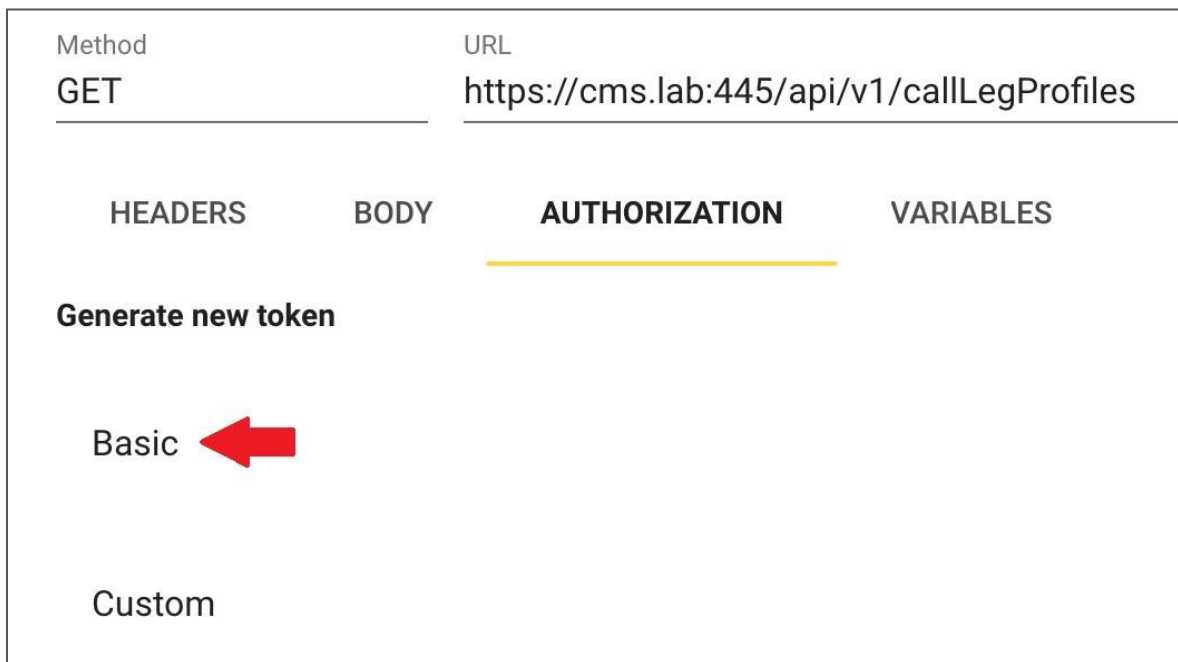 Method URL
GET https://cms.lab:445/api/v1/callLegProfiles
HEADERS BODY AUTHORIZATION VARIABLES
Generate new token
Basic
Custom